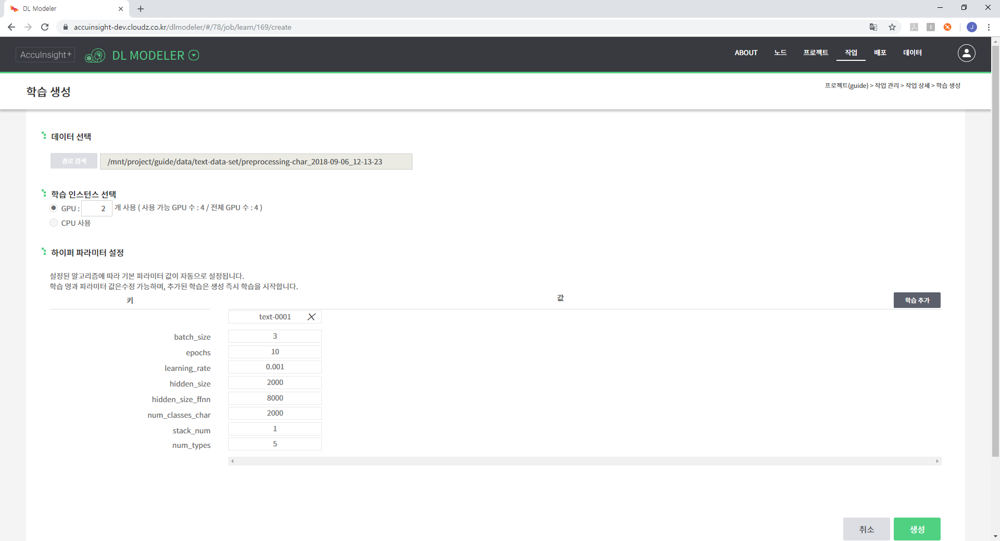 DL Modeler
accuinsight-dev.cloudz.co.kr/dlmodeler/#/78/job/learn/169/create
J
AccuInsight+
DL MODELER
ABOUT
노드
프로젝트
작업
배포
데이터
학습 생성
프로젝트(guide) > 작업 관리 > 작업 상세 > 학습 생성
데이터 선택
경로 검색
/mnt/project/guide/data/text-data-set/preprocessing-char_2018-09-06_12-13-23
학습 인스턴스 선택
GPU : 2 개 사용 ( 사용 가능 GPU 수 : 4 / 전체 GPU 수 : 4 )
CPU 사용
하이퍼 파라미터 설정
설정된 알고리즘에 따라 기본 파라미터 값이 자동으로 설정됩니다.
학습 명과 파라미터 값은수정 가능하며, 추가된 학습은 생성 즉시 학습을 시작합니다.
키
값
학습 추가
text-0001
batch_size 3
epochs 10
learning_rate 0.001
hidden_size 2000
hidden_size_ffnn 8000
num_classes_char 2000
stack_num 1
num_types 5
취소
생성